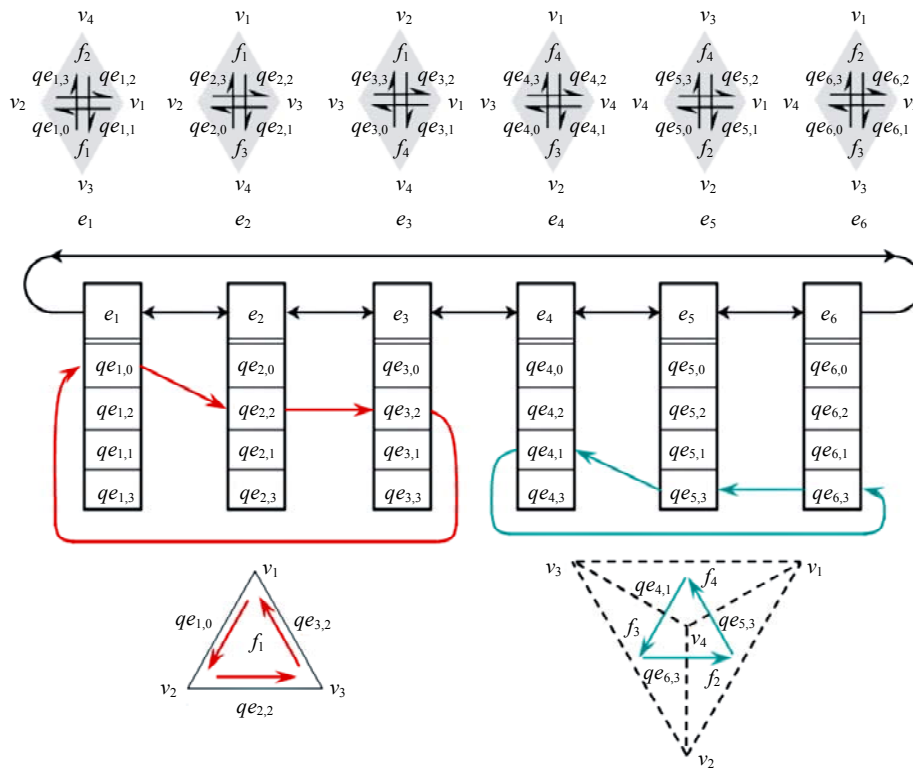 v4 v1 v2 v1 v3 v1
f2 f1 f1 f4 f4 f2
qe1,3 qe1,2 qe2,3 qe2,2 qe3,3 qe3,2 qe4,3 qe4,2 qe5,3 qe5,2 qe6,3 qe6,2
v2 v1 v2 v3 v3 v1 v3 v4 v4 v1 v4
qe1,0 qe1,1 qe2,0 qe2,1 qe3,0 qe3,1 qe4,0 qe4,1 qe5,0 qe5,1 qe6,0 qe6,1
f1 f3 f4 f3 f2 f3
v3 v4 v4 v2 v2 v3
e1 e2 e3 e4 e5 e6
e1 e2 e3 e4 e5 e6
qe1,0 qe2,0 qe3,0 qe4,0 qe5,0 qe6,0
qe1,2 qe2,2 qe3,2 qe4,2 qe5,2 qe6,2
qe1,1 qe2,1 qe3,1 qe4,1 qe5,1 qe6,1
qe1,3 qe2,3 qe3,3 qe4,3 qe5,3 qe6,3
v1
qe1,0 qe3,2
f1
v2 v3
qe2,2
v3 v1
qe4,1 f4
f3 v4 qe5,3
qe6,3 f2
v2